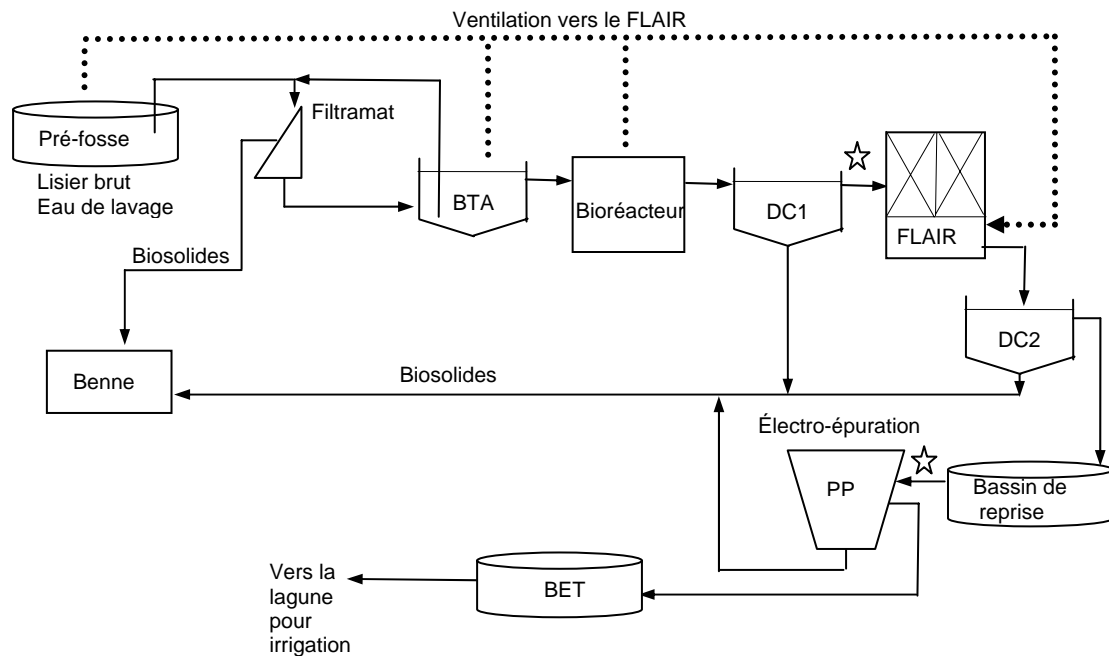 Ventilation vers le FLAIR
Pré-fosse
Lisier brut
Eau de lavage
Filtramat
BTA
Bioréacteur
DC1
FLAIR
Biosolides
DC2
Benne
Biosolides
Électro-épuration
PP
Bassin de
reprise
Vers la
lagune
pour
irrigation
BET